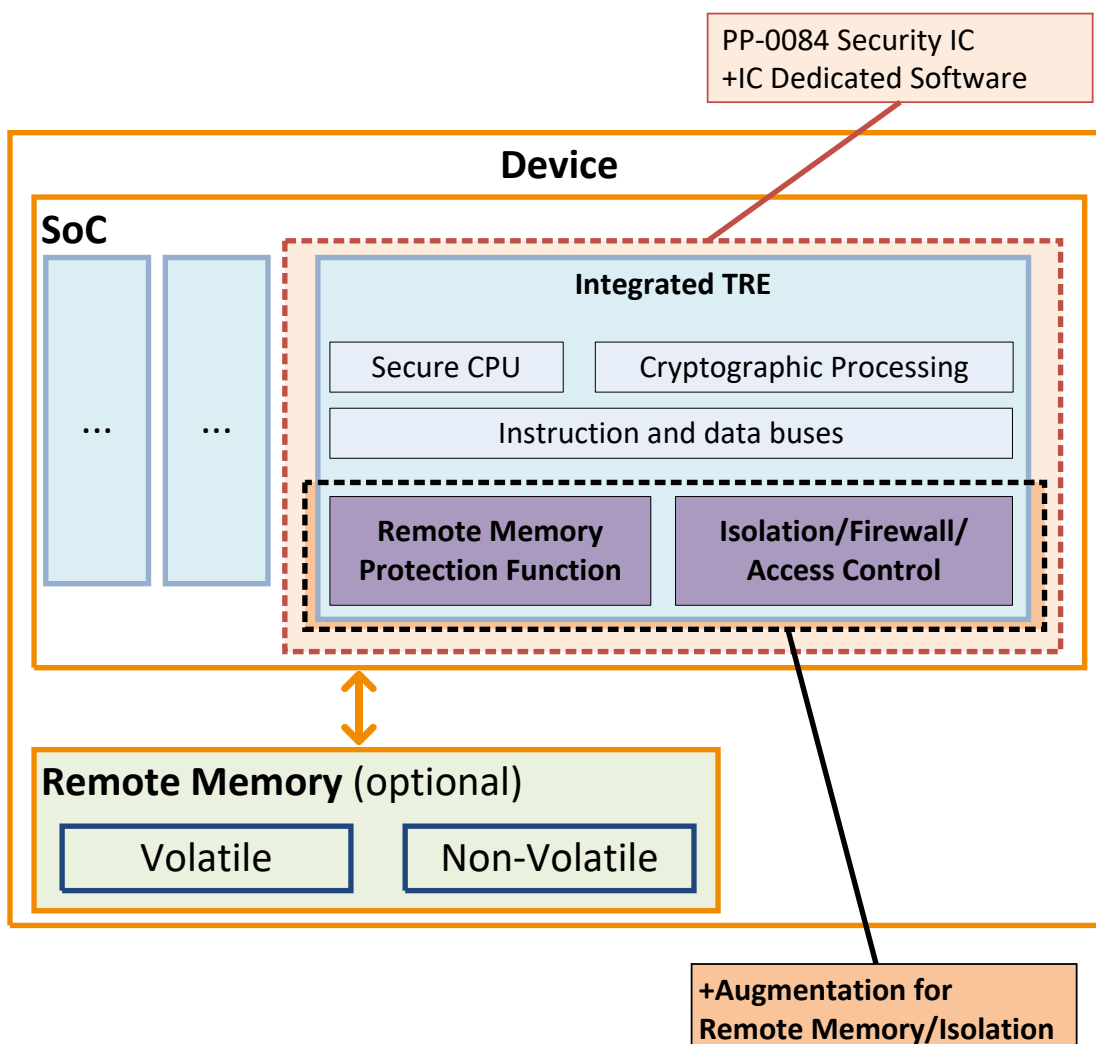 PP-0084 Security IC
+IC Dedicated Software
Device
SoC
...
...
Integrated TRE
Secure CPU
Cryptographic Processing
Instruction and data buses
Remote Memory
Protection Function
Isolation/Firewall/
Access Control
Remote Memory (optional)
Volatile
Non-Volatile
+Augmentation for
Remote Memory/Isolation